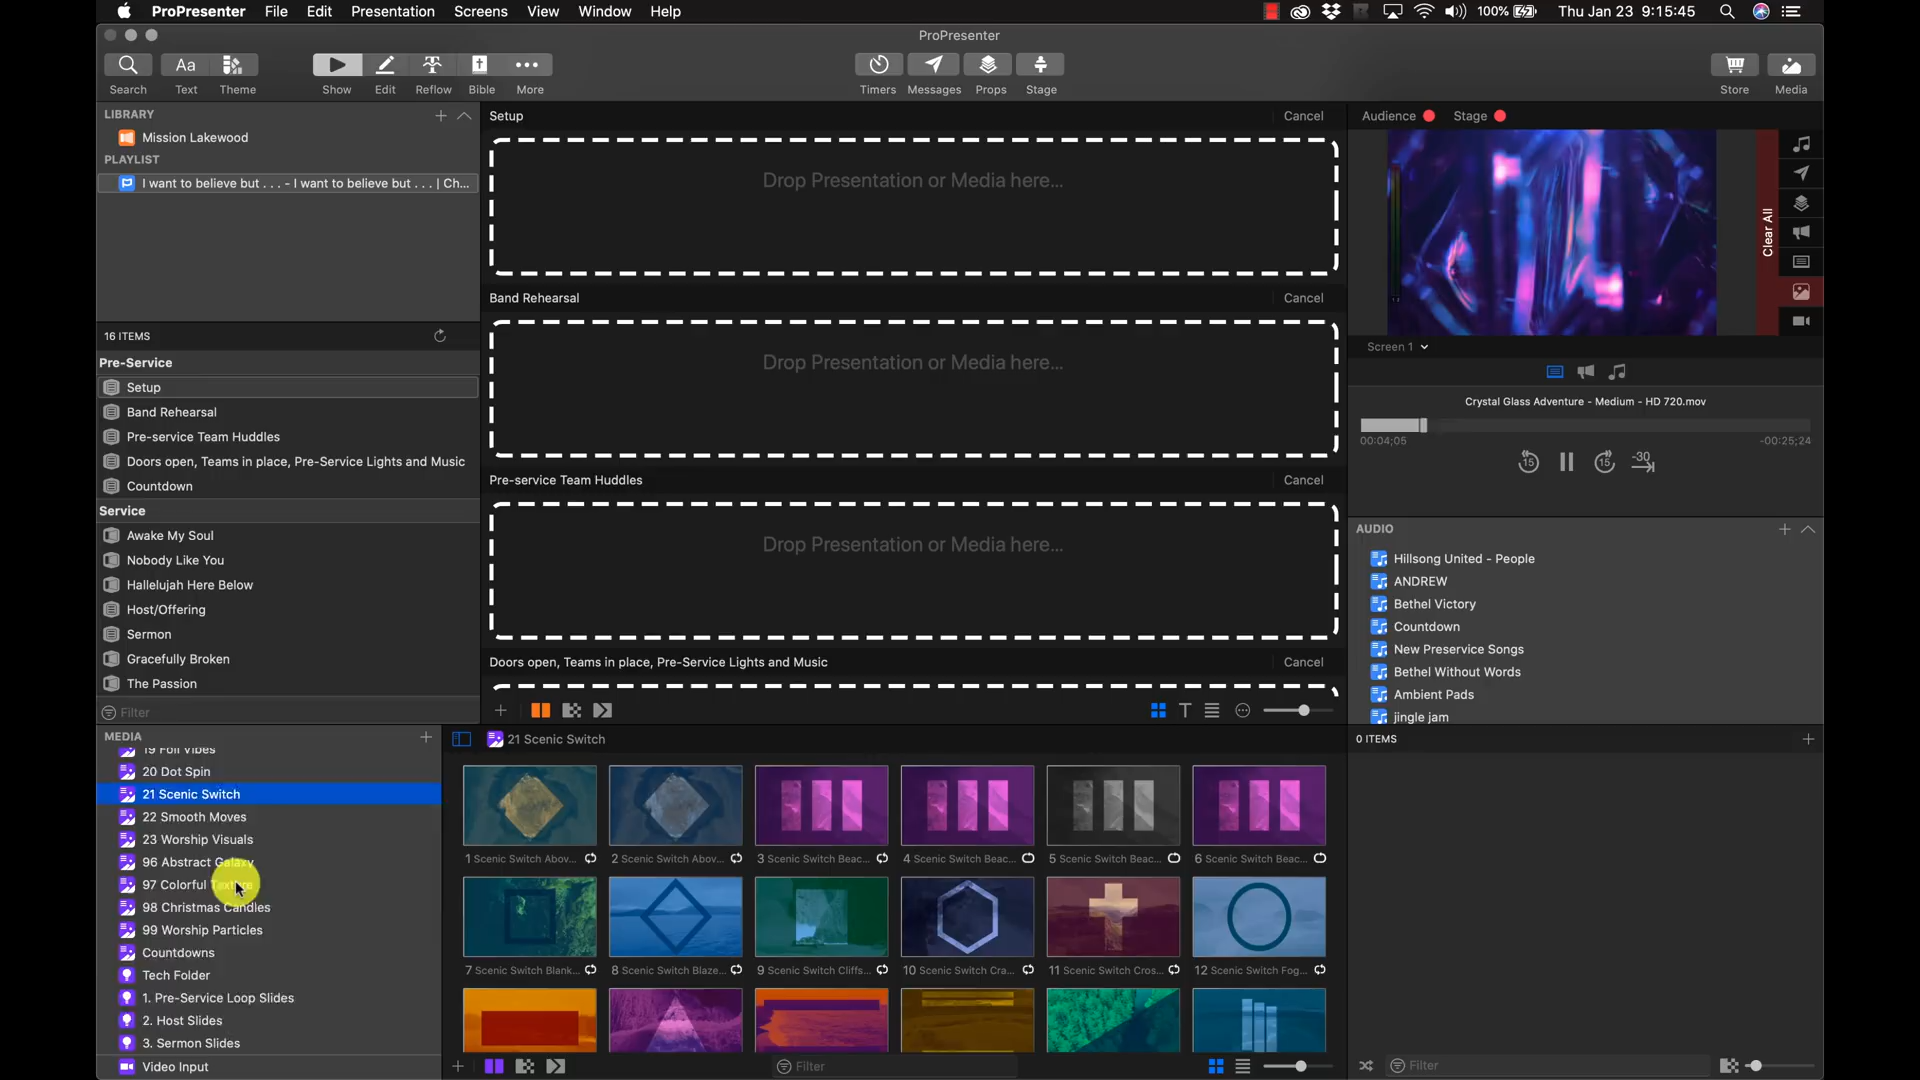 ProPresenter File Edit Presentation Screens View Window Help
100% Thu Jan 23 9:15:45
ProPresenter
Aa
Search Text Theme Show Edit Reflow Bible More Timers Messages Props Stage Store Media
LIBRARY
Mission Lakewood
PLAYLIST
I want to believe but . . . - I want to believe but . . . | Ch...
16 ITEMS
Pre-Service
Setup
Band Rehearsal
Pre-service Team Huddles
Doors open, Teams in place, Pre-Service Lights and Music
Countdown
Service
Awake My Soul
Nobody Like You
Hallelujah Here Below
Host/Offering
Sermon
Gracefully Broken
The Passion
Filter
Setup Cancel
Drop Presentation or Media here...
Band Rehearsal Cancel
Drop Presentation or Media here...
Pre-service Team Huddles Cancel
Drop Presentation or Media here...
Doors open, Teams in place, Pre-Service Lights and Music Cancel
T
Audience Stage
Clear All
Screen 1
Crystal Glass Adventure - Medium - HD 720.mov
00:04;05 -00:25;24
15 15 -30
AUDIO
Hillsong United - People
ANDREW
Bethel Victory
Countdown
New Preservice Songs
Bethel Without Words
Ambient Pads
jingle jam
0 ITEMS
Filter
MEDIA
19 Foil Vibes
20 Dot Spin
21 Scenic Switch
22 Smooth Moves
23 Worship Visuals
96 Abstract Galaxy
97 Colorful Texture
98 Christmas Candles
99 Worship Particles
Countdowns
Tech Folder
1. Pre-Service Loop Slides
2. Host Slides
3. Sermon Slides
Video Input
21 Scenic Switch
1 Scenic Switch Abov... 2 Scenic Switch Abov... 3 Scenic Switch Beac... 4 Scenic Switch Beac... 5 Scenic Switch Beac... 6 Scenic Switch Beac...
7 Scenic Switch Blank... 8 Scenic Switch Blaze... 9 Scenic Switch Cliffs... 10 Scenic Switch Cra... 11 Scenic Switch Cros... 12 Scenic Switch Fog...
Filter